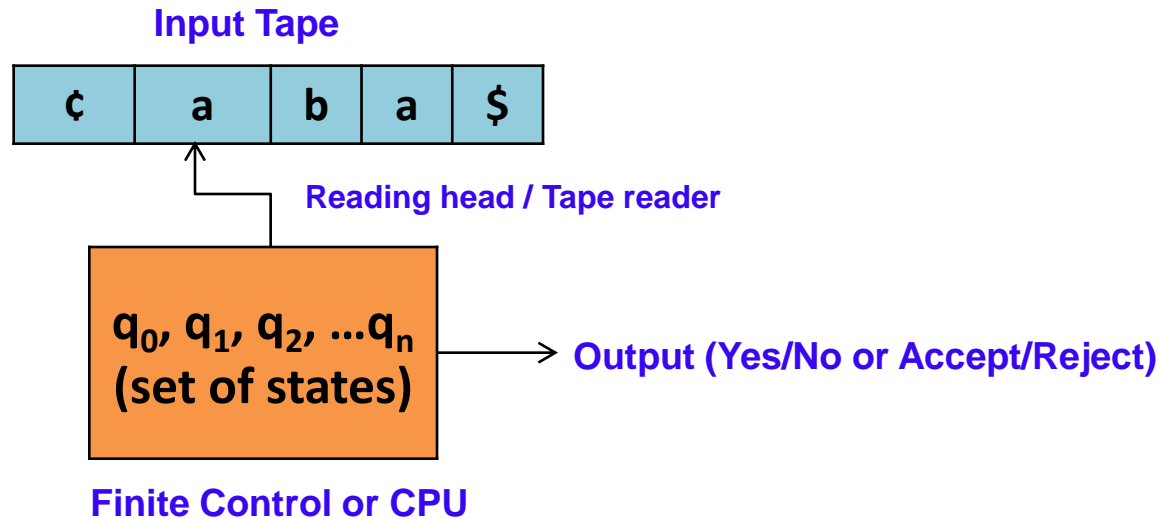 Input Tape
¢ a b a $
Reading head / Tape reader
q₀, q₁, q₂, ...qₙ
(set of states)
Output (Yes/No or Accept/Reject)
Finite Control or CPU